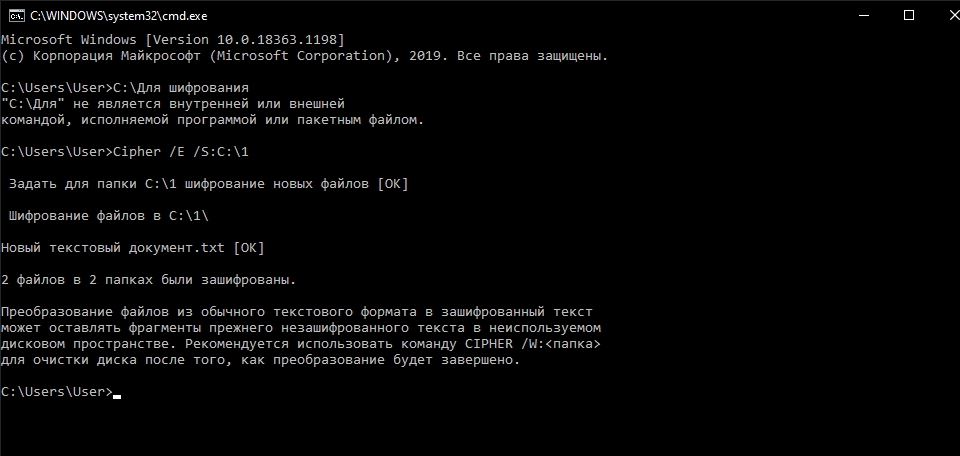 C:\WINDOWS\system32\cmd.exe
Microsoft Windows [Version 10.0.18363.1198]
(c) Корпорация Майкрософт (Microsoft Corporation), 2019. Все права защищены.
C:\Users\User>C:\Для шифрования
"C:\Для" не является внутренней или внешней
командой, исполняемой программой или пакетным файлом.
C:\Users\User>Cipher /E /S:C:\1
Задать для папки C:\1 шифрование новых файлов [OK]
Шифрование файлов в C:\1\
Новый текстовый документ.txt [OK]
2 файлов в 2 папках были зашифрованы.
Преобразование файлов из обычного текстового формата в зашифрованный текст
может оставлять фрагменты прежнего незашифрованного текста в неиспользуемом
дисковом пространстве. Рекомендуется использовать команду CIPHER /W:<папка>
для очистки диска после того, как преобразование будет завершено.
C:\Users\User>